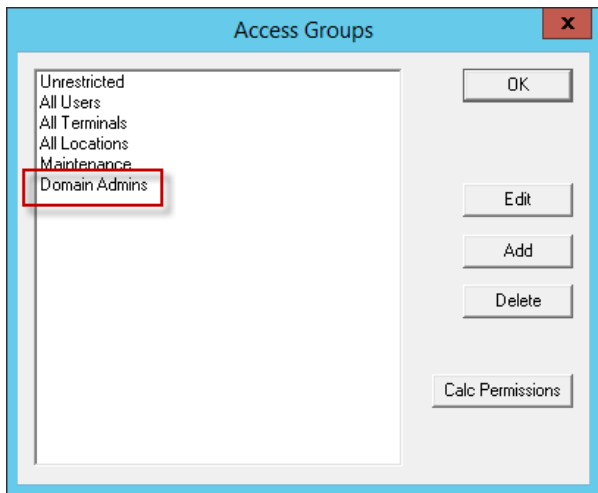 Access Groups
x
Unrestricted
All Users
All Terminals
All Locations
Maintenance
Domain Admins
OK
Edit
Add
Delete
Calc Permissions